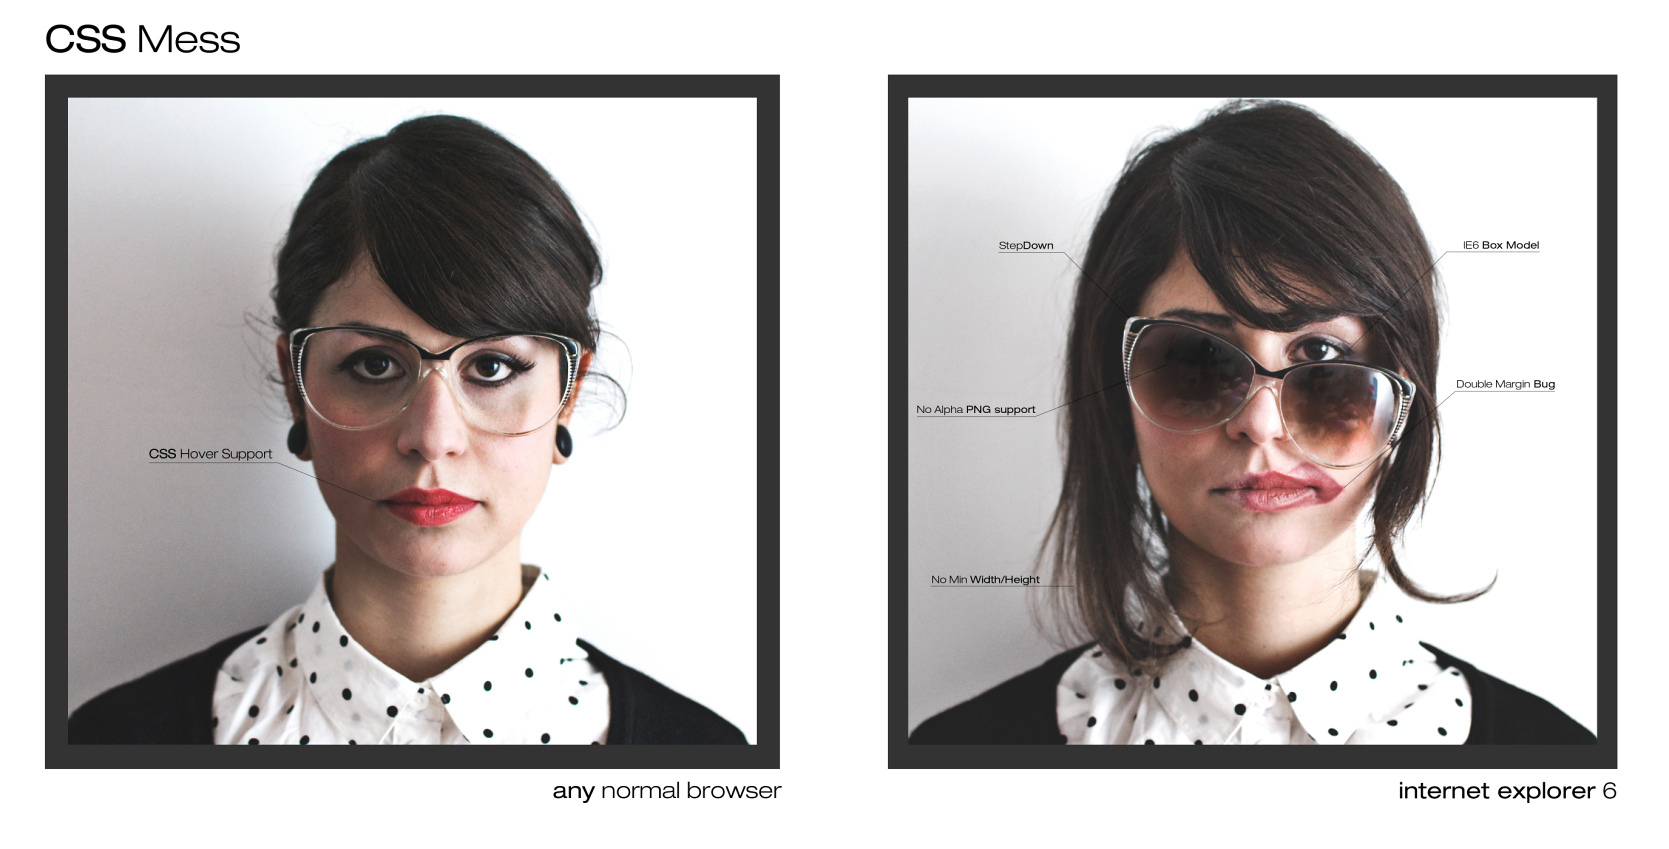 CSS Mess
CSS Hover Support
any normal browser
StepDown
IE6 Box Model
Double Margin Bug
No Alpha PNG support
No Min Width/Height
internet explorer 6